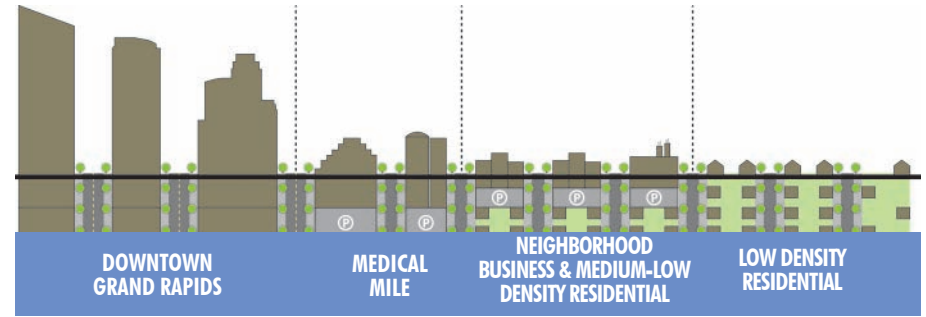 P
P
P
P
P
DOWNTOWN
GRAND RAPIDS
MEDICAL
MILE
NEIGHBORHOOD
BUSINESS & MEDIUM-LOW
DENSITY RESIDENTIAL
LOW DENSITY
RESIDENTIAL